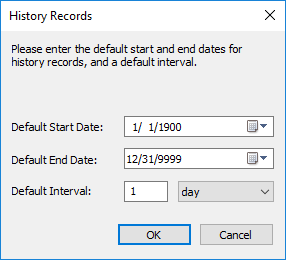 History Records
Please enter the default start and end dates for
history records, and a default interval.
Default Start Date: 1/ 1/1900
Default End Date: 12/31/9999
Default Interval: 1 day
OK Cancel